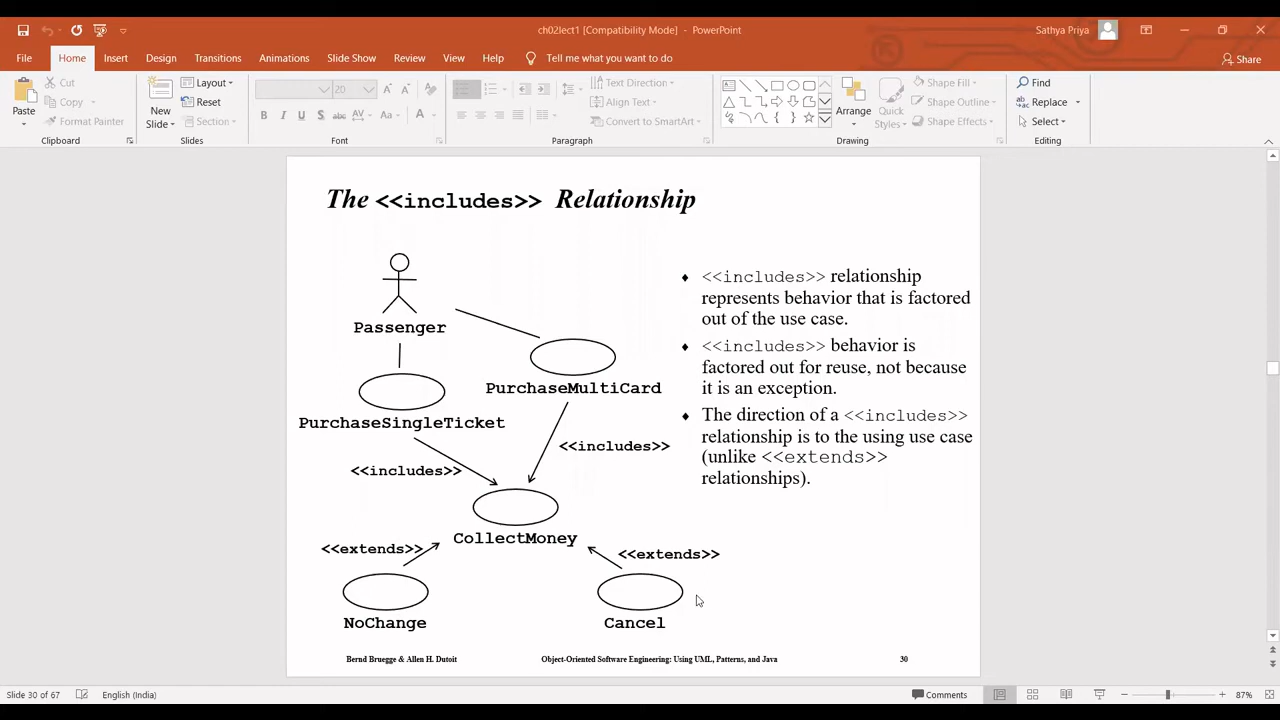 ch02lect1 [Compatibility Mode] - PowerPoint
Sathya Priya
File Home Insert Design Transitions Animations Slide Show Review View Help Tell me what you want to do Share
Paste
Cut
Copy
Format Painter
Clipboard
New Slide
Layout
Reset
Section
Slides
20
B I U S abc AV Aa A
Font
Text Direction
Align Text
Convert to SmartArt
Paragraph
Arrange
Quick Styles
Shape Fill
Shape Outline
Shape Effects
Drawing
Find
Replace
Select
Editing
The <<includes>> Relationship
Passenger
PurchaseMultiCard
PurchaseSingleTicket
<<includes>>
<<includes>>
CollectMoney
<<extends>>
<<extends>>
NoChange
Cancel
♦ <<includes>> relationship
represents behavior that is factored
out of the use case.
♦ <<includes>> behavior is
factored out for reuse, not because
it is an exception.
♦ The direction of a <<includes>>
relationship is to the using use case
(unlike <<extends>>
relationships).
Bernd Bruegge & Allen H. Dutoit
Object-Oriented Software Engineering: Using UML, Patterns, and Java
30
Slide 30 of 67
English (India)
Comments
87%